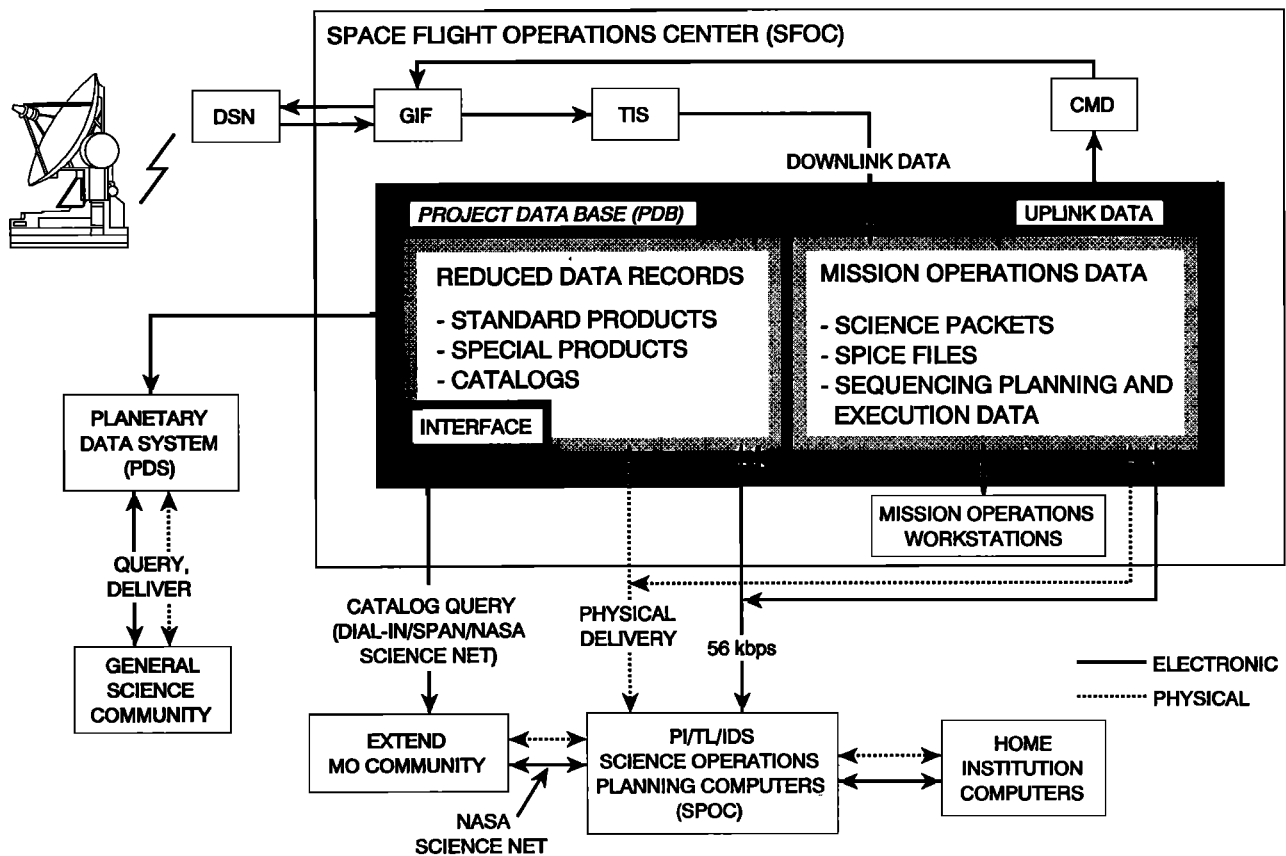 SPACE FLIGHT OPERATIONS CENTER (SFOC)
DSN
GIF
TIS
CMD
DOWNLINK DATA
PROJECT DATA BASE (PDB)
UPLINK DATA
REDUCED DATA RECORDS
- STANDARD PRODUCTS
- SPECIAL PRODUCTS
- CATALOGS
INTERFACE
MISSION OPERATIONS DATA
- SCIENCE PACKETS
- SPICE FILES
- SEQUENCING PLANNING AND
EXECUTION DATA
PLANETARY
DATA SYSTEM
(PDS)
MISSION OPERATIONS
WORKSTATIONS
QUERY,
DELIVER
CATALOG QUERY
(DIAL-IN/SPAN/NASA
SCIENCE NET)
PHYSICAL
DELIVERY
56 kbps
GENERAL
SCIENCE
COMMUNITY
ELECTRONIC
PHYSICAL
EXTEND
MO COMMUNITY
PI/TL/IDS
SCIENCE OPERATIONS
PLANNING COMPUTERS
(SPOC)
HOME
INSTITUTION
COMPUTERS
NASA
SCIENCE NET